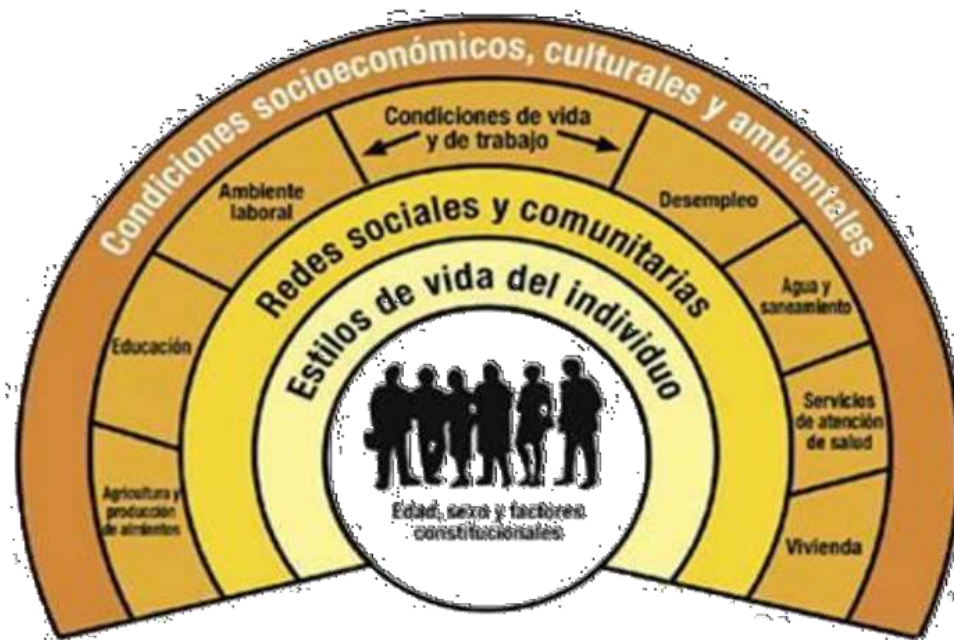 Condiciones socioeconómicos, culturales y ambientales
Condiciones de vida
y de trabajo
Ambiente
laboral
Desempleo
Redes sociales y comunitarias
Agua y
saneamiento
Educación
Estilos de vida del individuo
Servicios
de atención
de salud
Agricultura y
producción
de alimentos
Edad, sexo y factores
constitucionales
Vivienda